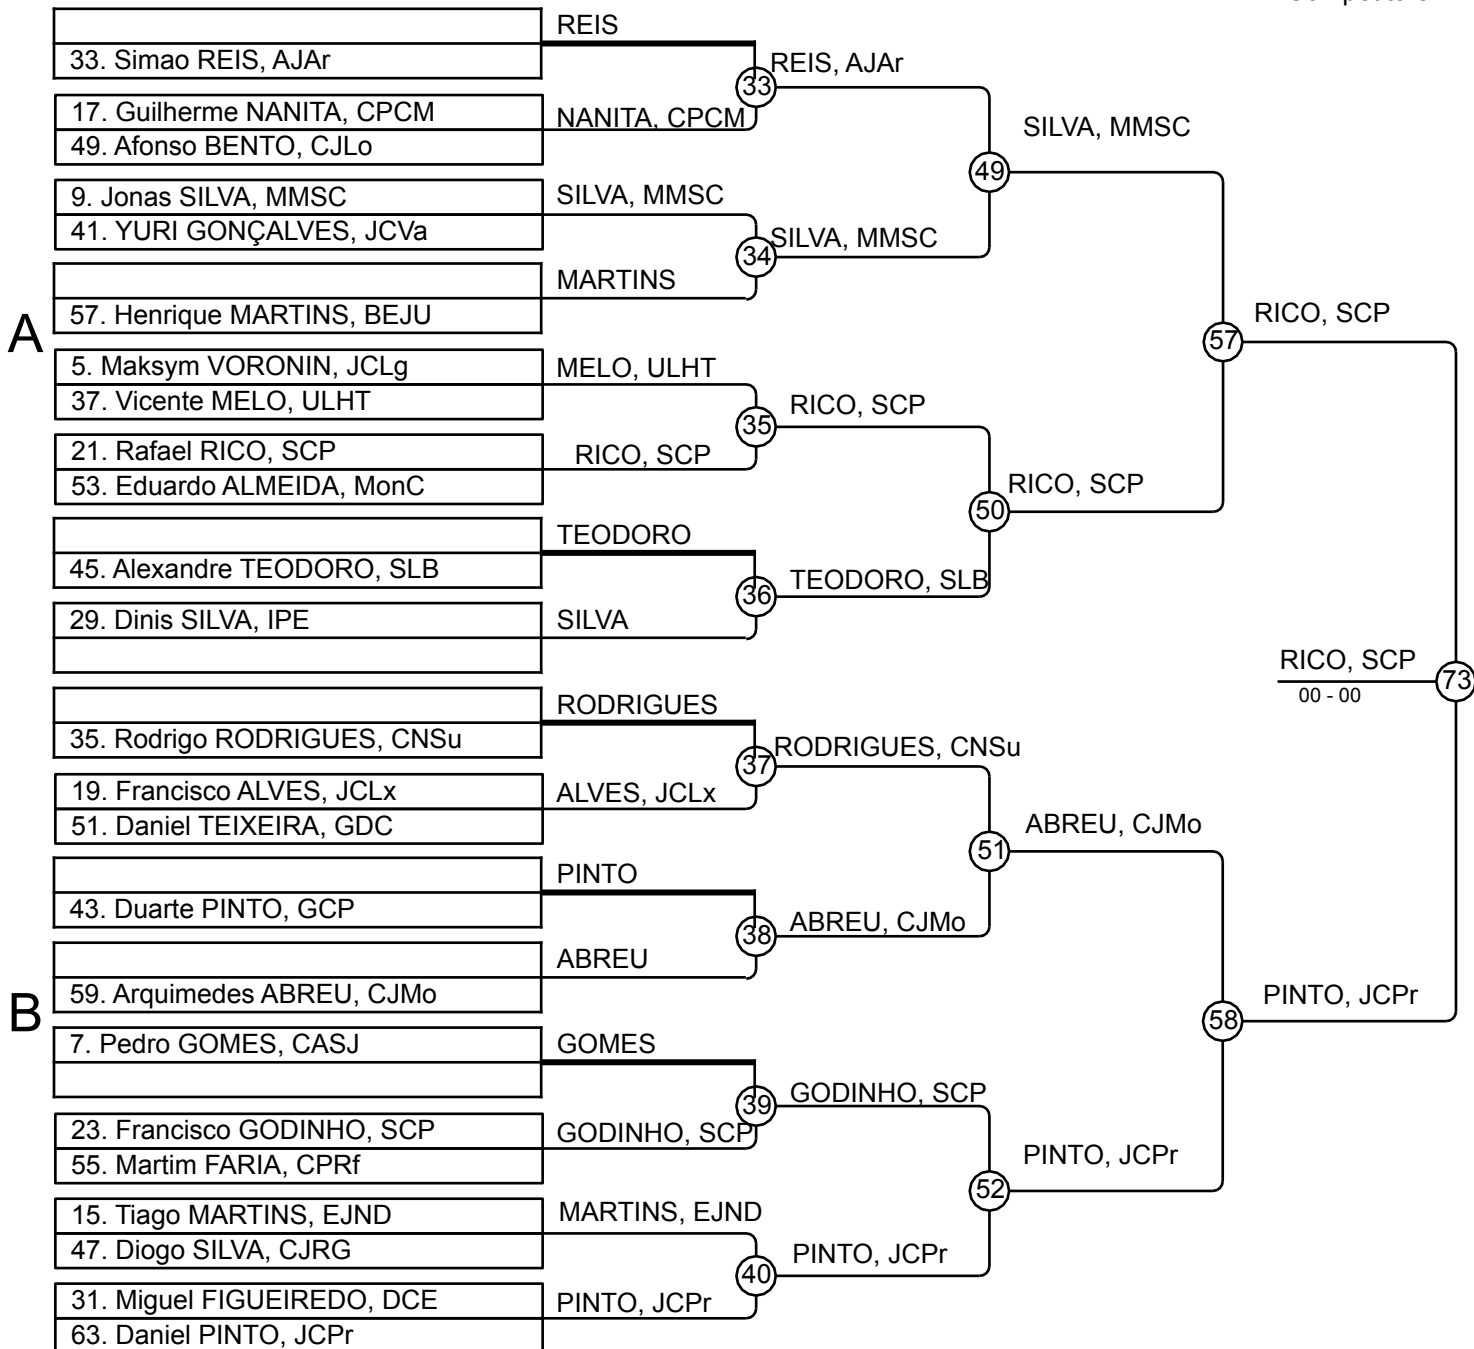 REIS
33. Simao REIS, AJAr
REIS, AJAr
33
17. Guilherme NANITA, CPCM
NANITA, CPCM
49. Afonso BENTO, CJLo
SILVA, MMSC
49
9. Jonas SILVA, MMSC
SILVA, MMSC
41. YURI GONÇALVES, JCVa
SILVA, MMSC
34
MARTINS
57. Henrique MARTINS, BEJU
A
RICO, SCP
57
5. Maksym VORONIN, JCLg
MELO, ULHT
37. Vicente MELO, ULHT
RICO, SCP
35
21. Rafael RICO, SCP
RICO, SCP
53. Eduardo ALMEIDA, MonC
RICO, SCP
50
TEODORO
45. Alexandre TEODORO, SLB
TEODORO, SLB
36
29. Dinis SILVA, IPE
SILVA
RICO, SCP
73
00 - 00
RODRIGUES
35. Rodrigo RODRIGUES, CNSu
RODRIGUES, CNSu
37
19. Francisco ALVES, JCLx
ALVES, JCLx
51. Daniel TEIXEIRA, GDC
ABREU, CJMo
51
PINTO
43. Duarte PINTO, GCP
ABREU, CJMo
38
ABREU
59. Arquimedes ABREU, CJMo
B
PINTO, JCPr
58
7. Pedro GOMES, CASJ
GOMES
GODINHO, SCP
39
23. Francisco GODINHO, SCP
GODINHO, SCP
55. Martim FARIA, CPRf
PINTO, JCPr
52
15. Tiago MARTINS, EJND
MARTINS, EJND
47. Diogo SILVA, CJRG
PINTO, JCPr
40
31. Miguel FIGUEIREDO, DCE
PINTO, JCPr
63. Daniel PINTO, JCPr